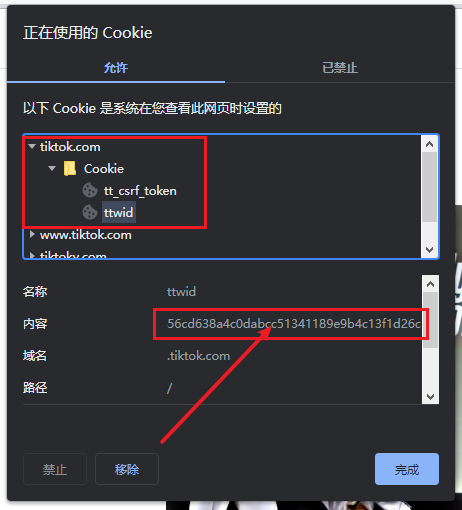 正在使用的 Cookie
允许
已禁止
以下 Cookie 是系统在您查看此网页时设置的
tiktok.com
Cookie
tt_csrf_token
ttwid
www.tiktok.com
tiktokv.com
名称 ttwid
内容 56cd638a4c0dabcc51341189e9b4c13f1d26c
域名 .tiktok.com
路径 /
禁止
移除
完成